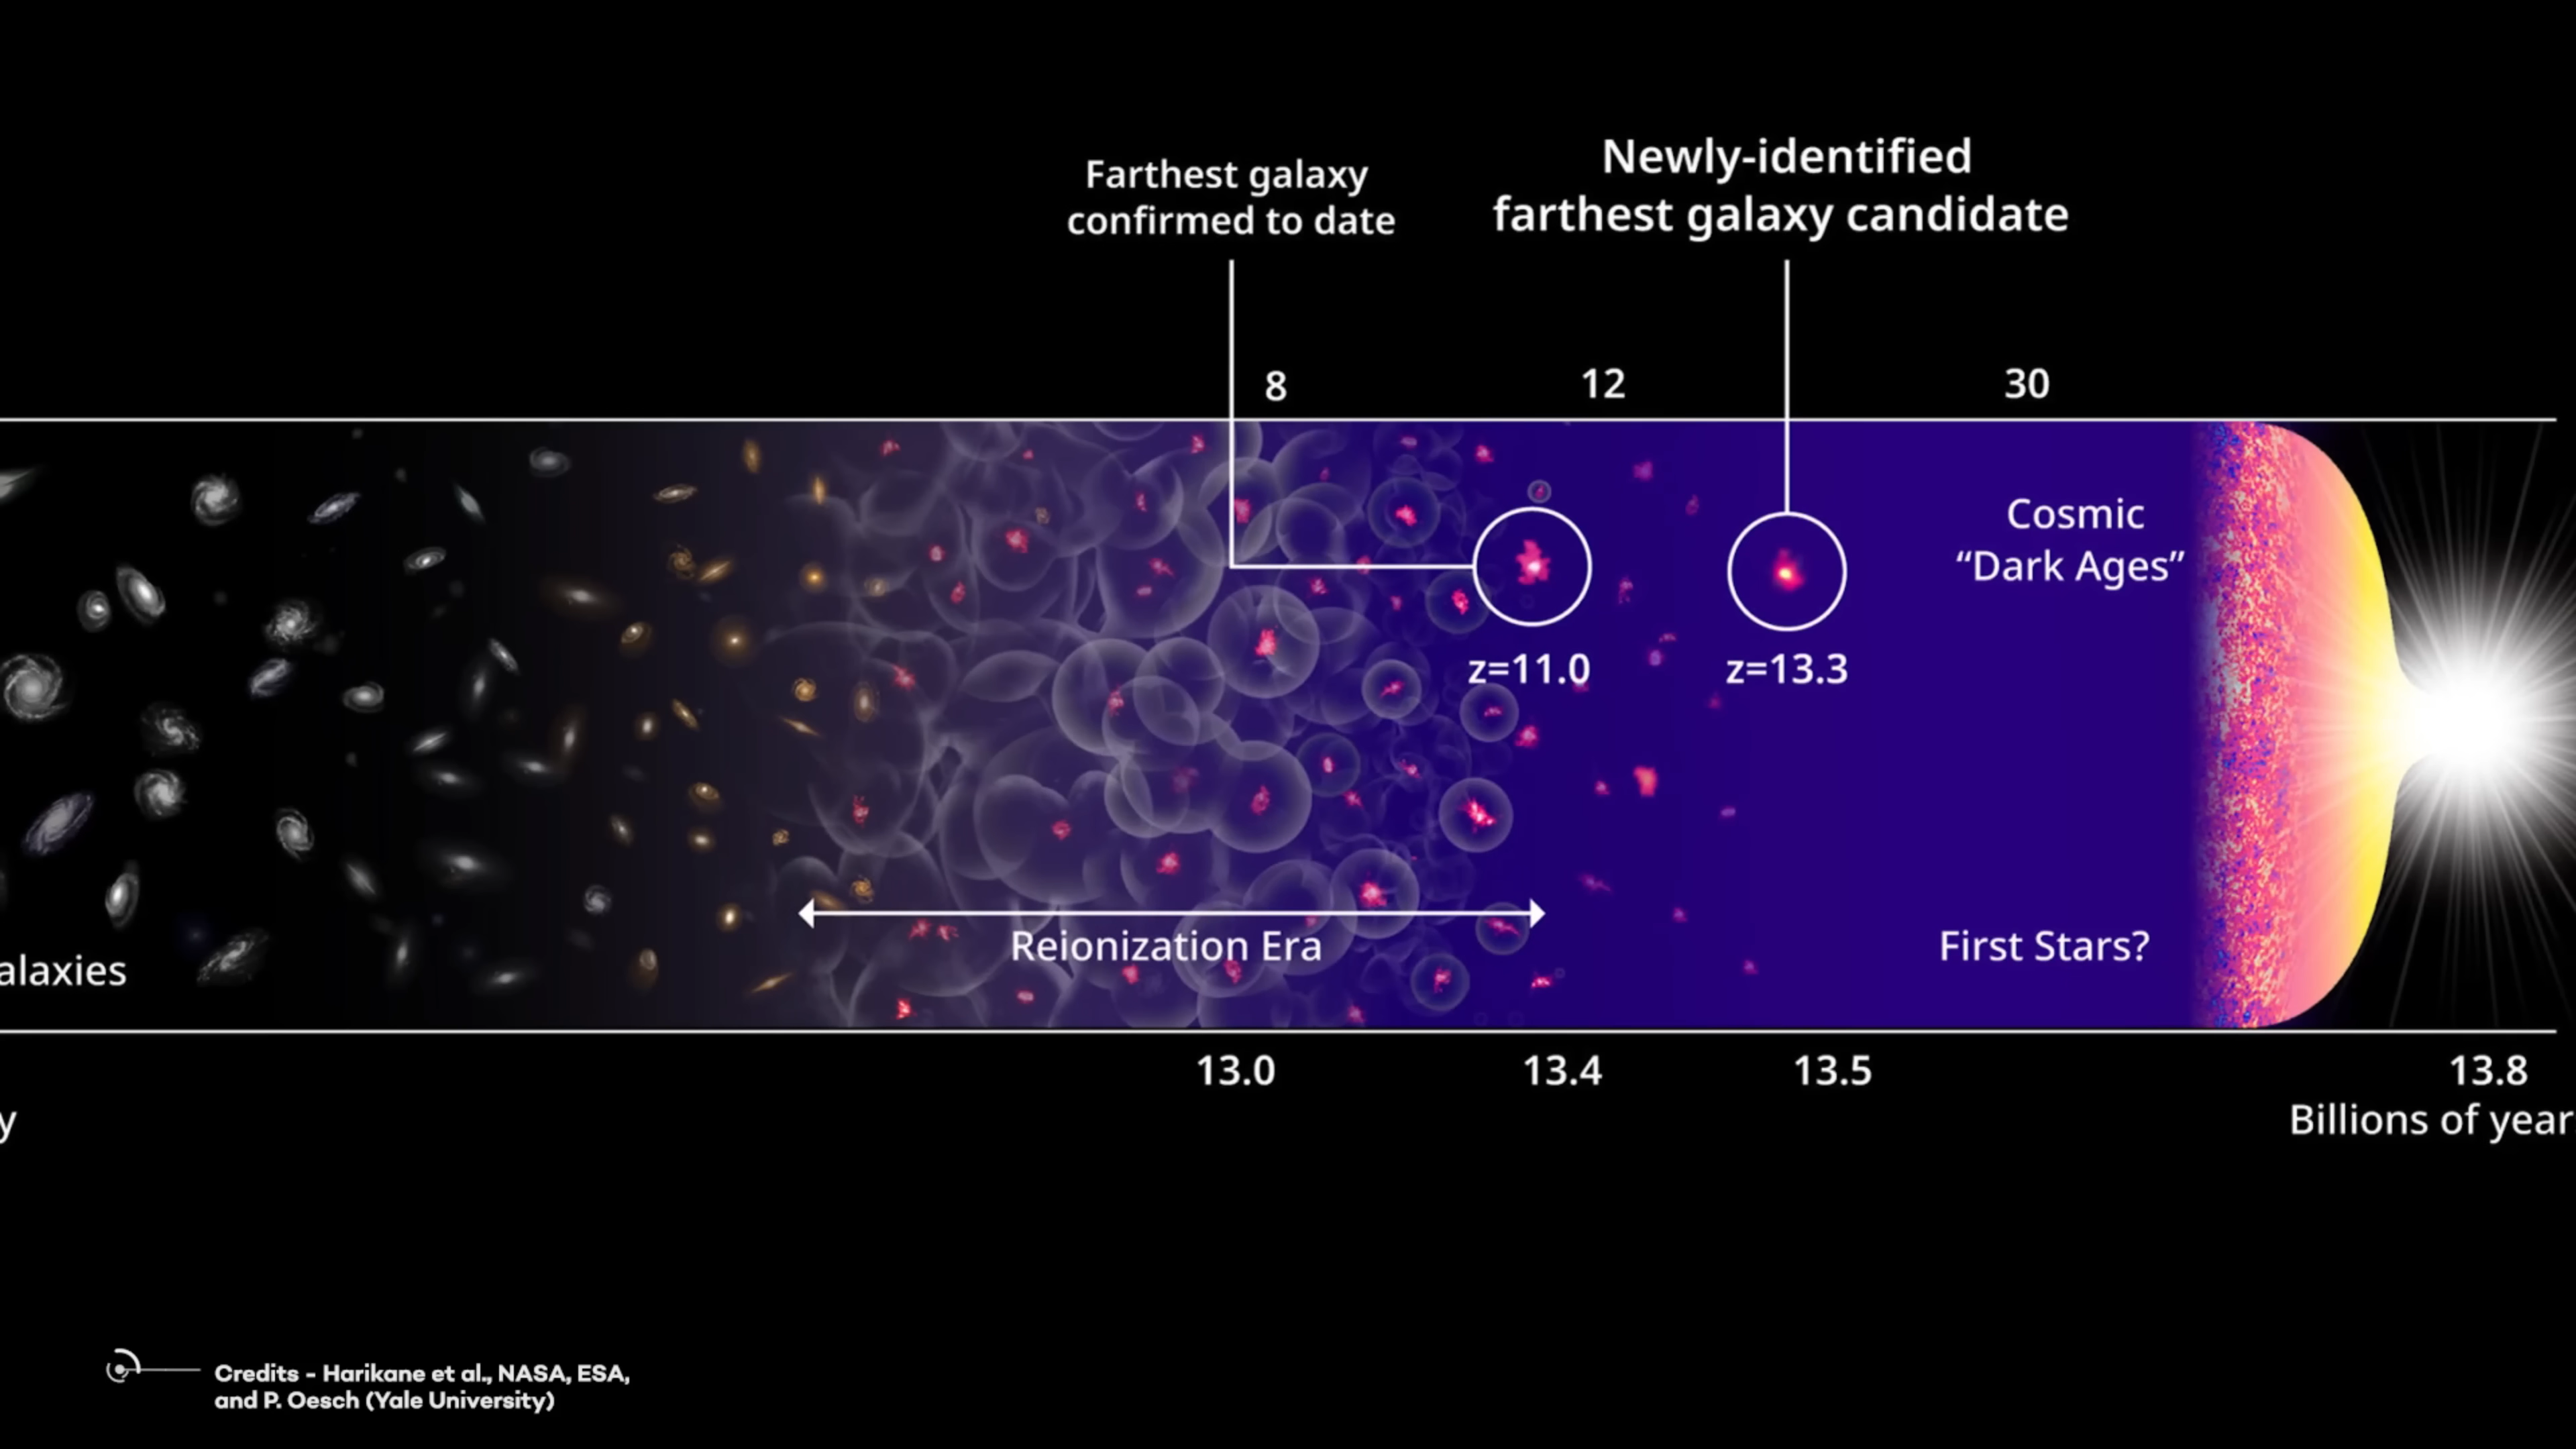 Farthest galaxy
confirmed to date
Newly-identified
farthest galaxy candidate
8
12
30
Cosmic
“Dark Ages”
z=11.0
z=13.3
Reionization Era
First Stars?
alaxies
13.0
13.4
13.5
13.8
y
Billions of year
Credits - Harikane et al., NASA, ESA,
and P. Oesch (Yale University)